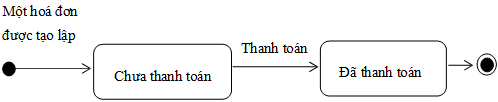 Một hoá đơn
được tạo lập
Chưa thanh toán
Thanh toán
Đã thanh toán